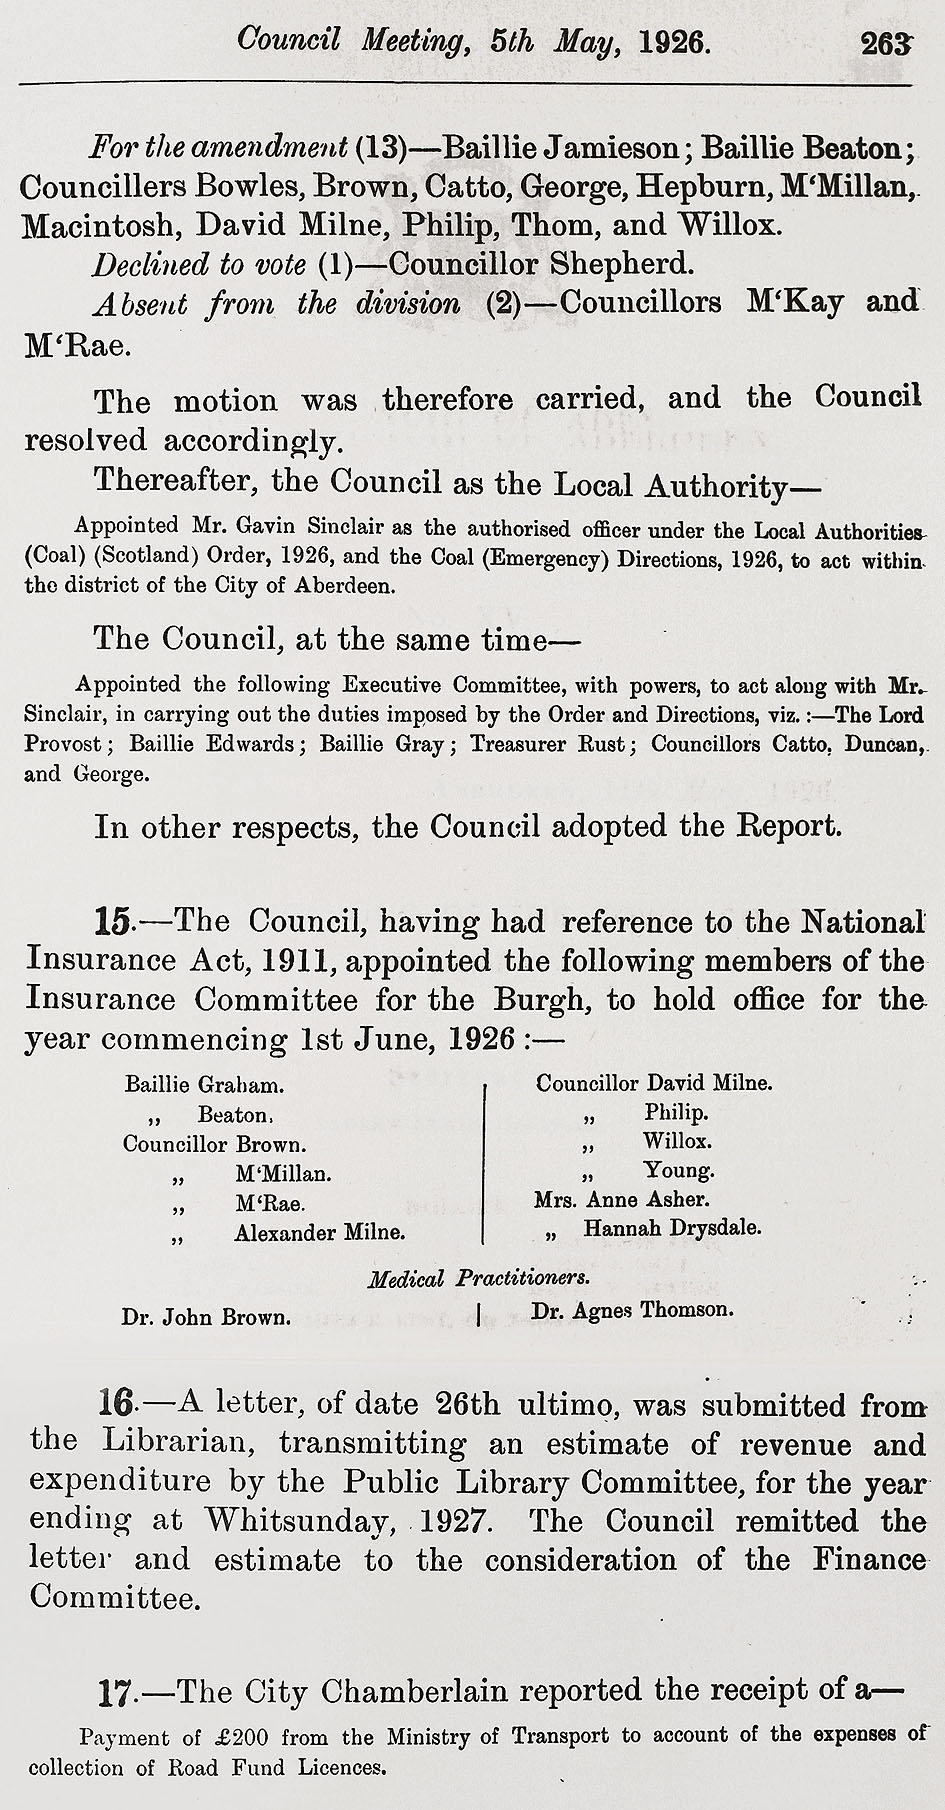 Council Meeting, 5th May, 1926. 263
For the amendment (13)—Baillie Jamieson; Baillie Beaton;
Councillers Bowles, Brown, Catto, George, Hepburn, M‘Millan,
Macintosh, David Milne, Philip, Thom, and Willox.
Declined to vote (1)—Councillor Shepherd.
Absent from the division (2)—Councillors M‘Kay and
M‘Rae.
The motion was therefore carried, and the Council
resolved accordingly.
Thereafter, the Council as the Local Authority—
Appointed Mr. Gavin Sinclair as the authorised officer under the Local Authorities
(Coal) (Scotland) Order, 1926, and the Coal (Emergency) Directions, 1926, to act within
the district of the City of Aberdeen.
The Council, at the same time—
Appointed the following Executive Committee, with powers, to act along with Mr.
Sinclair, in carrying out the duties imposed by the Order and Directions, viz. :—The Lord
Provost; Baillie Edwards; Baillie Gray; Treasurer Rust; Councillors Catto, Duncan,
and George.
In other respects, the Council adopted the Report.
15.—The Council, having had reference to the National
Insurance Act, 1911, appointed the following members of the
Insurance Committee for the Burgh, to hold office for the
year commencing 1st June, 1926 :—
Baillie Graham.
„ Beaton.
Councillor Brown.
„ M‘Millan.
„ M‘Rae.
„ Alexander Milne.
Councillor David Milne.
„ Philip.
„ Willox.
„ Young.
Mrs. Anne Asher.
„ Hannah Drysdale.
Medical Practitioners.
Dr. John Brown. | Dr. Agnes Thomson.
16.—A letter, of date 26th ultimo, was submitted from
the Librarian, transmitting an estimate of revenue and
expenditure by the Public Library Committee, for the year
ending at Whitsunday, 1927. The Council remitted the
letter and estimate to the consideration of the Finance
Committee.
17.—The City Chamberlain reported the receipt of a—
Payment of £200 from the Ministry of Transport to account of the expenses of
collection of Road Fund Licences.